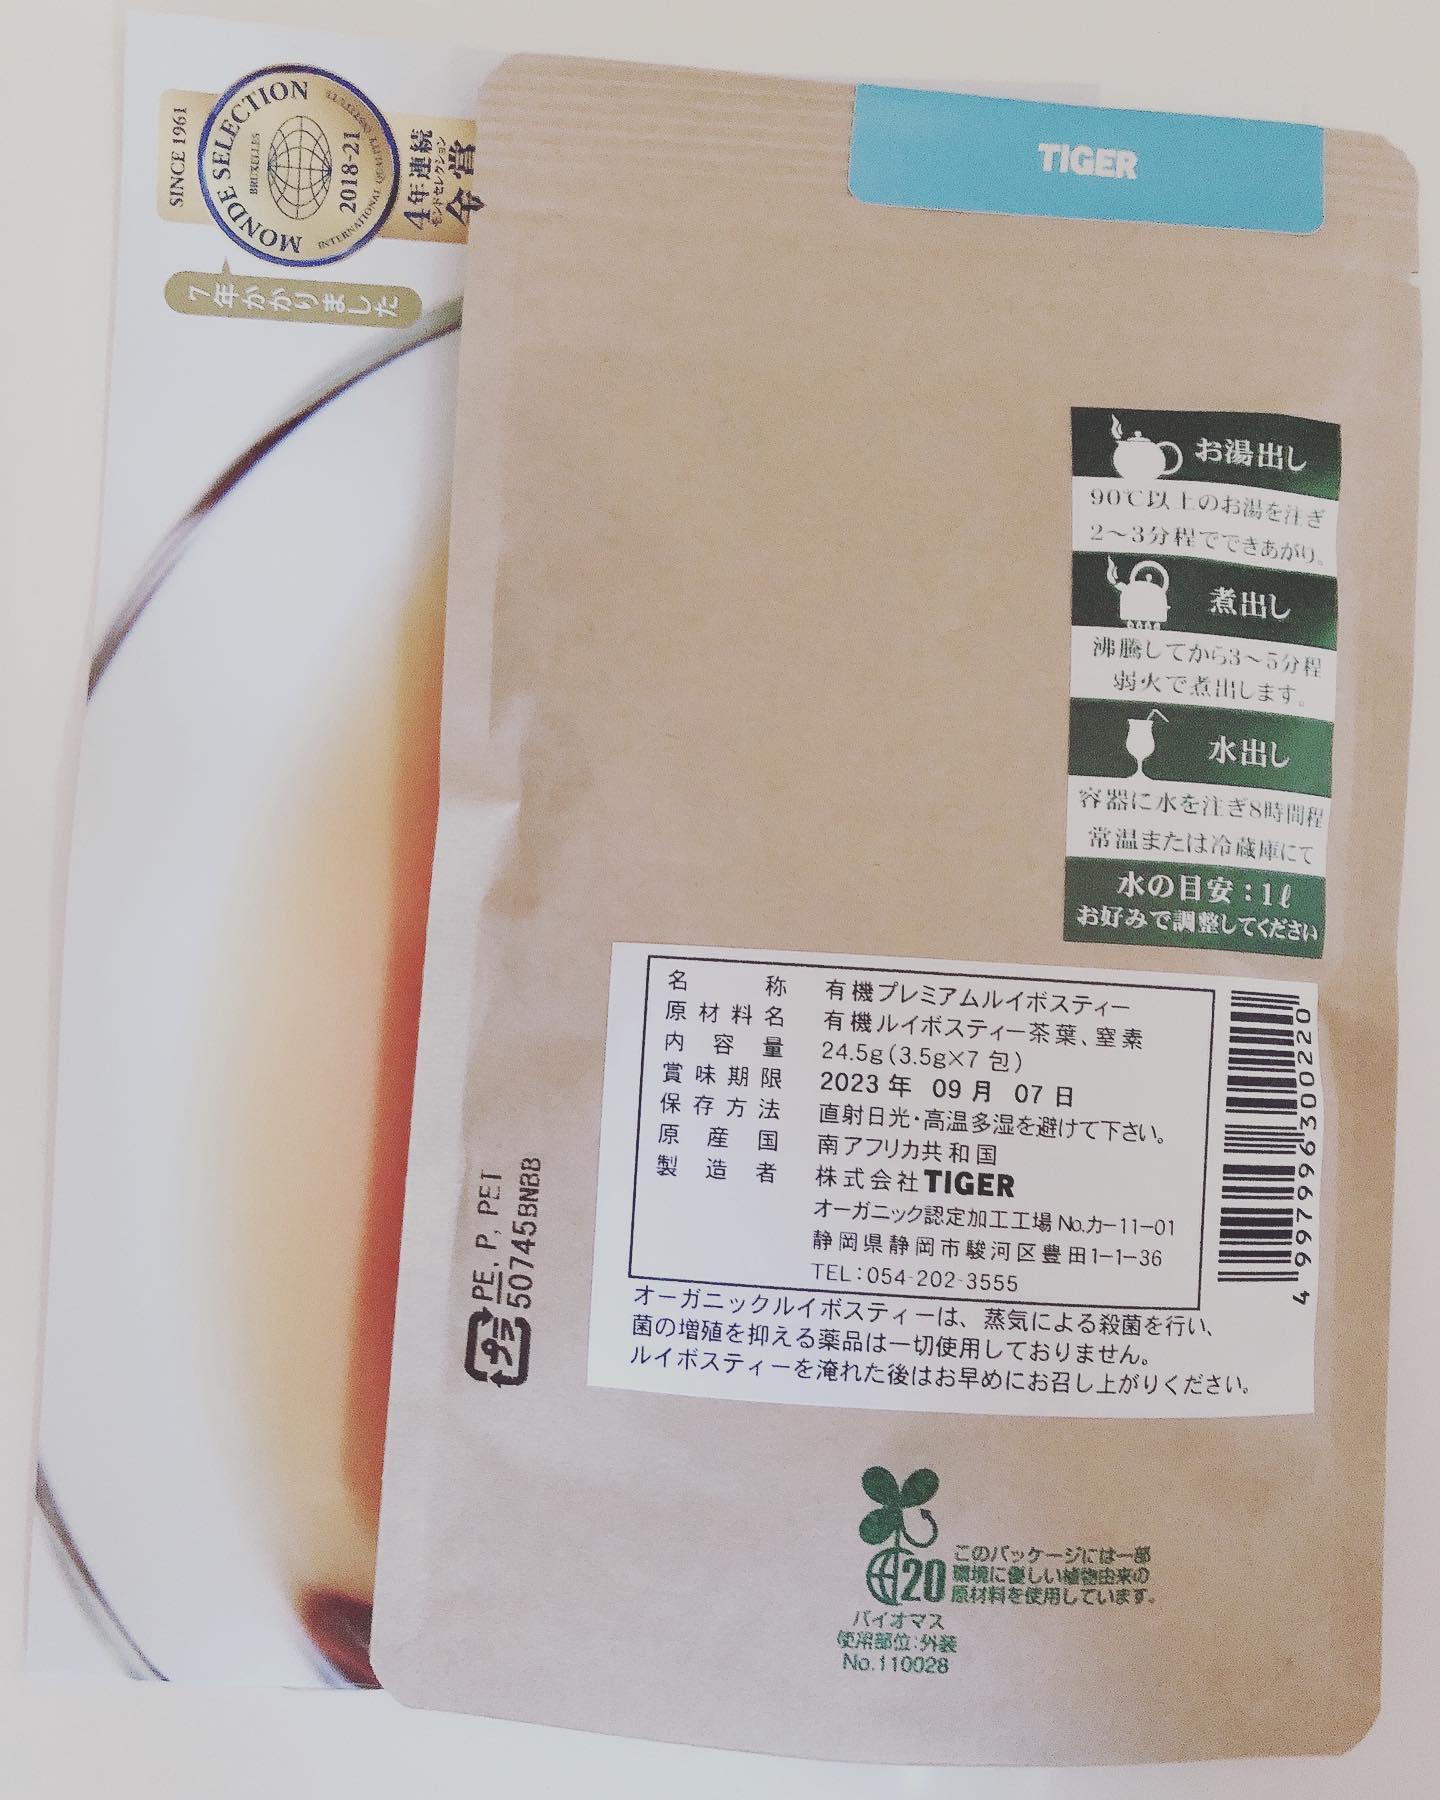 SINCE 1961
MONDE SELECTION
BRUXELLES
2018-21
INTERNATIONAL QUALITY
4年連続
モンドセレクション
金賞
7年かかりました
TIGER
お湯出し
90℃以上のお湯を注ぎ
2〜3分程でできあがり。
煮出し
沸騰してから3〜5分程
弱火で煮出します。
水出し
容器に水を注ぎ8時間程
常温または冷蔵庫にて
水の目安：1ℓ
お好みで調整してください
名称 有機プレミアムルイボスティー
原材料名 有機ルイボスティー茶葉、窒素
内容量 24.5g(3.5g×7 包)
賞味期限 2023 年 09 月 07 日
保存方法 直射日光・高温多湿を避けて下さい。
原産国 南アフリカ共和国
製造者 株式会社TIGER
オーガニック認定加工工場 No.カ-11-01
静岡県静岡市駿河区豊田1-1-36
TEL：054-202-3555
オーガニックルイボスティーは、蒸気による殺菌を行い、
菌の増殖を抑える薬品は一切使用しておりません。
ルイボスティーを淹れた後はお早めにお召し上がりください。
4997996300220
プラ
PE, P, PET
50745BNBB
20
このパッケージには一部
環境に優しい植物由来の
原材料を使用しています。
バイオマス
使用部位：外装
No.110028